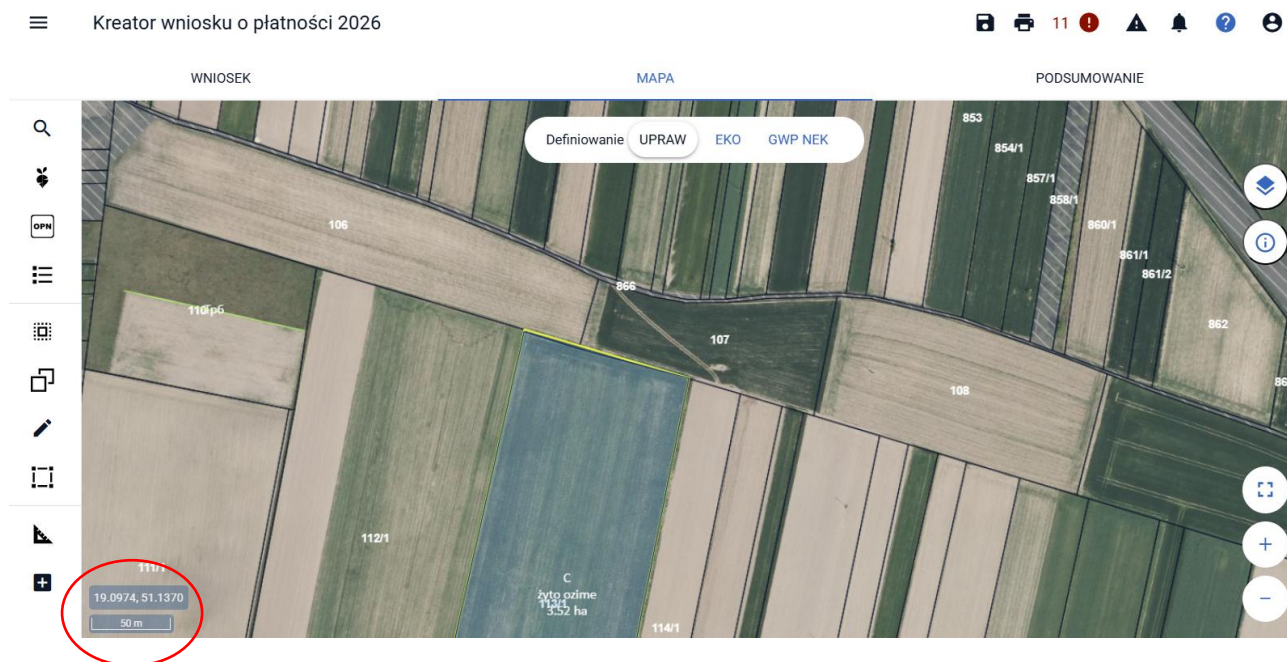 Kreator wniosku o płatności 2026
11
WNIOSEK
MAPA
PODSUMOWANIE
Definiowanie UPRAW EKO GWP NEK
853
854/1
857/1
858/1
860/1
861/1
861/2
862
OPN
106
866
107
108
112/1
111/1
C
żyto ozime
3.52 ha
114/1
19.0974, 51.1370
50 m